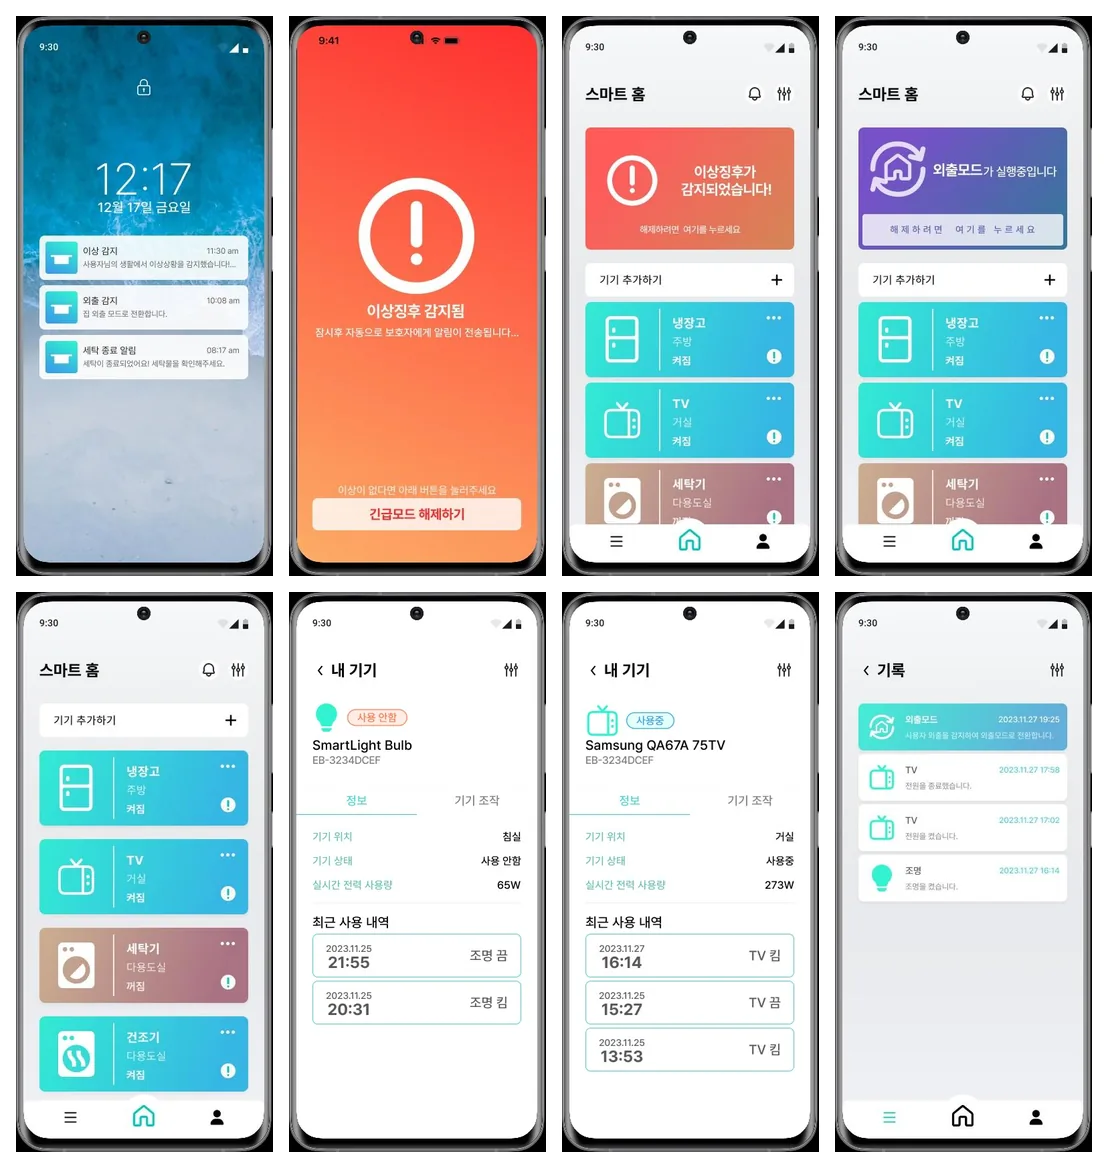 9:30
12:17
12월 17일 금요일
이상 감지
11:30 am
사용자님의 생활에서 이상상황을 감지했습니다!...
외출 감지
10:08 am
집 외출 모드로 전환합니다.
세탁 종료 알림
08:17 am
세탁이 종료되었어요! 세탁물을 확인해주세요.
9:41
이상징후 감지됨
잠시후 자동으로 보호자에게 알림이 전송됩니다...
이상이 없다면 아래 버튼을 눌러주세요
긴급모드 해제하기
9:30
스마트 홈
이상징후가
감지되었습니다!
해제하려면 여기를 누르세요
기기 추가하기
냉장고
주방
켜짐
TV
거실
켜짐
세탁기
다용도실
꺼짐
9:30
스마트 홈
외출모드가 실행중입니다
해제하려면 여기를 누르세요
기기 추가하기
냉장고
주방
켜짐
TV
거실
켜짐
세탁기
다용도실
꺼짐
9:30
스마트 홈
기기 추가하기
냉장고
주방
켜짐
TV
거실
켜짐
세탁기
다용도실
꺼짐
건조기
다용도실
켜짐
9:30
내 기기
사용 안함
SmartLight Bulb
EB-3234DCEF
정보
기기 조작
기기 위치
침실
기기 상태
사용 안함
실시간 전력 사용량
65W
최근 사용 내역
2023.11.25
21:55
조명 끔
2023.11.25
20:31
조명 킴
9:30
내 기기
사용중
Samsung QA67A 75TV
EB-3234DCEF
정보
기기 조작
기기 위치
거실
기기 상태
사용중
실시간 전력 사용량
273W
최근 사용 내역
2023.11.27
16:14
TV 킴
2023.11.25
15:27
TV 끔
2023.11.25
13:53
TV 킴
9:30
기록
외출모드
2023.11.27 19:25
사용자 외출을 감지하여 외출모드로 전환합니다.
TV
2023.11.27 17:58
전원을 종료했습니다.
TV
2023.11.27 17:02
전원을 켰습니다.
조명
2023.11.27 16:14
조명을 켰습니다.